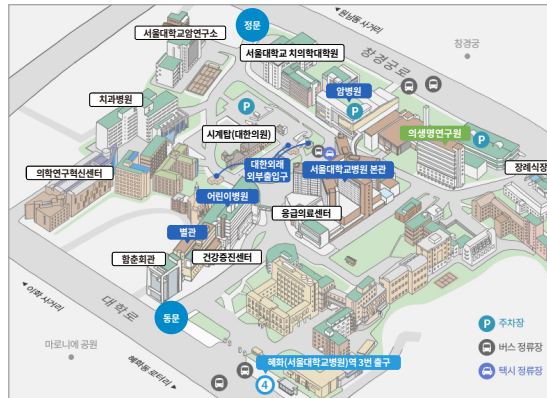 원남동 사거리
정문
서울대학교암연구소
서울대학교 치의학대학원
창경궁로
창경궁
암병원
치과병원
P
P
시계탑(대한의원)
의생명연구원
P
대한외래
외부출입구
서울대학교병원 본관
장례식장
의학연구혁신센터
어린이병원
응급의료센터
별관
함춘회관
건강증진센터
이화 사거리
대학로
동문
마로니에 공원
혜화동 로터리
혜화(서울대학교병원)역 3번 출구
4
P 주차장
버스 정류장
택시 정류장